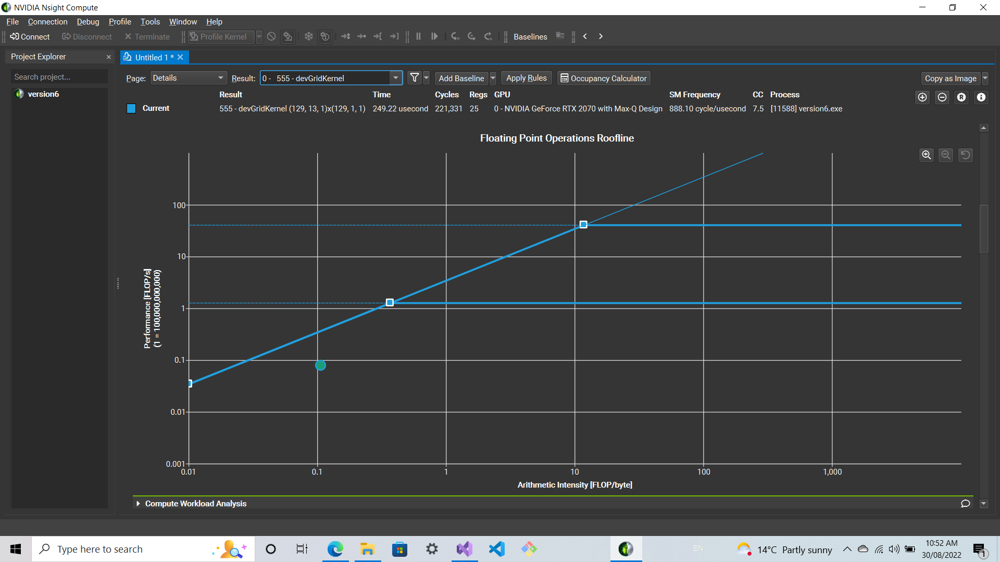 NVIDIA Nsight Compute
File Connection Debug Profile Tools Window Help
Connect Disconnect Terminate Profile Kernel Baselines
Project Explorer
Untitled 1 *
Search project...
version6
Page: Details Result: 0 - 555 - devGridKernel Add Baseline Apply Rules Occupancy Calculator Copy as Image
Result Time Cycles Regs GPU SM Frequency CC Process
Current 555 - devGridKernel (129, 13, 1)x(129, 1, 1) 249.22 usecond 221,331 25 0 - NVIDIA GeForce RTX 2070 with Max-Q Design 888.10 cycle/usecond 7.5 [11588] version6.exe
Floating Point Operations Roofline
100
10
1
0.1
0.01
0.001
Performance [FLOP/s]
(1 = 100,000,000,000)
0.01 0.1 1 10 100 1,000
Arithmetic Intensity [FLOP/byte]
Compute Workload Analysis
Type here to search
EN
14°C Partly sunny
10:52 AM
30/08/2022
1